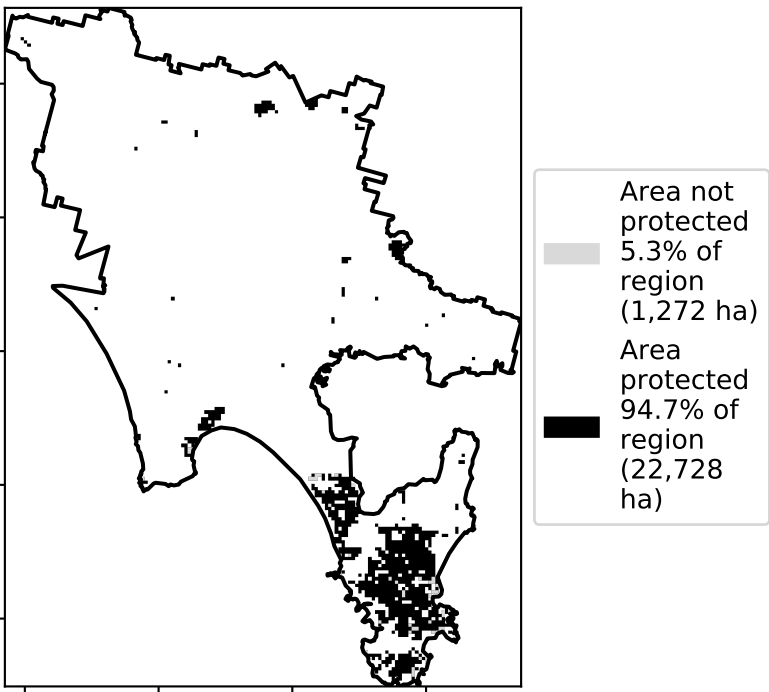 Area not
protected
5.3% of
region
(1,272 ha)
Area
protected
94.7% of
region
(22,728
ha)